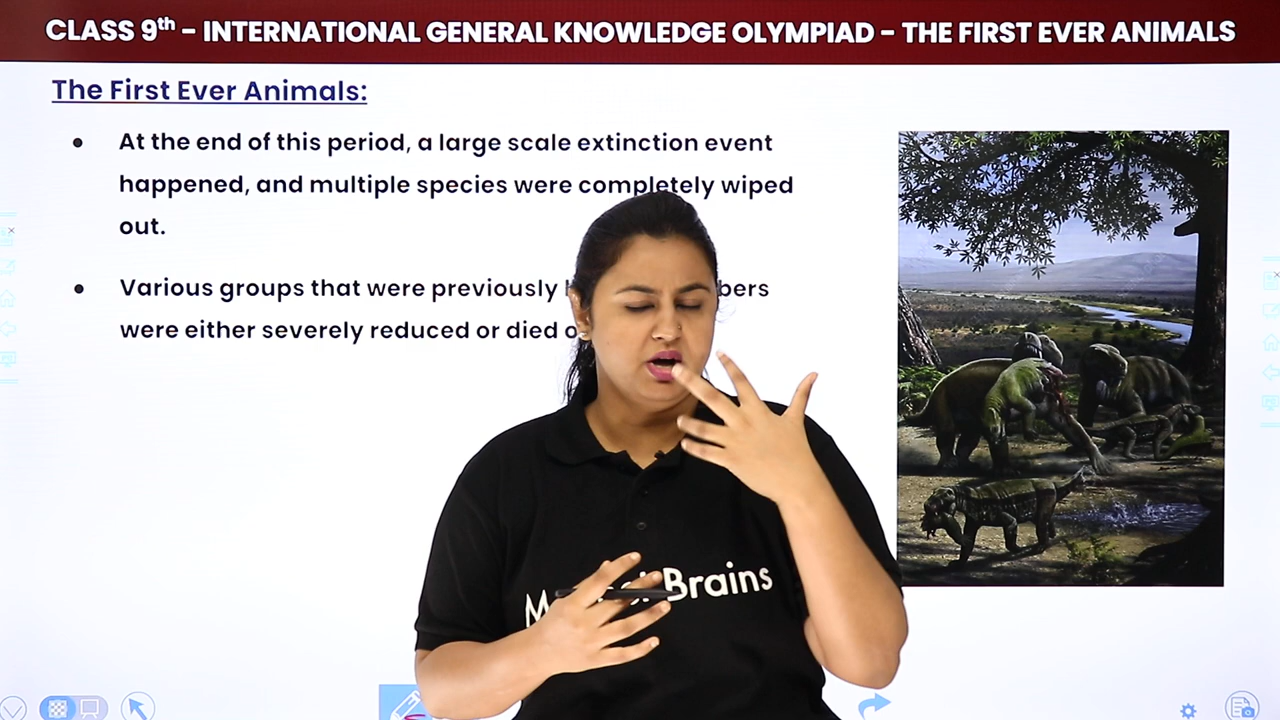 CLASS 9th – INTERNATIONAL GENERAL KNOWLEDGE OLYMPIAD – THE FIRST EVER ANIMALS
The First Ever Animals:
At the end of this period, a large scale extinction event
happened, and multiple species were completely wiped
out.
Various groups that were previously
were either severely reduced or died
Brains